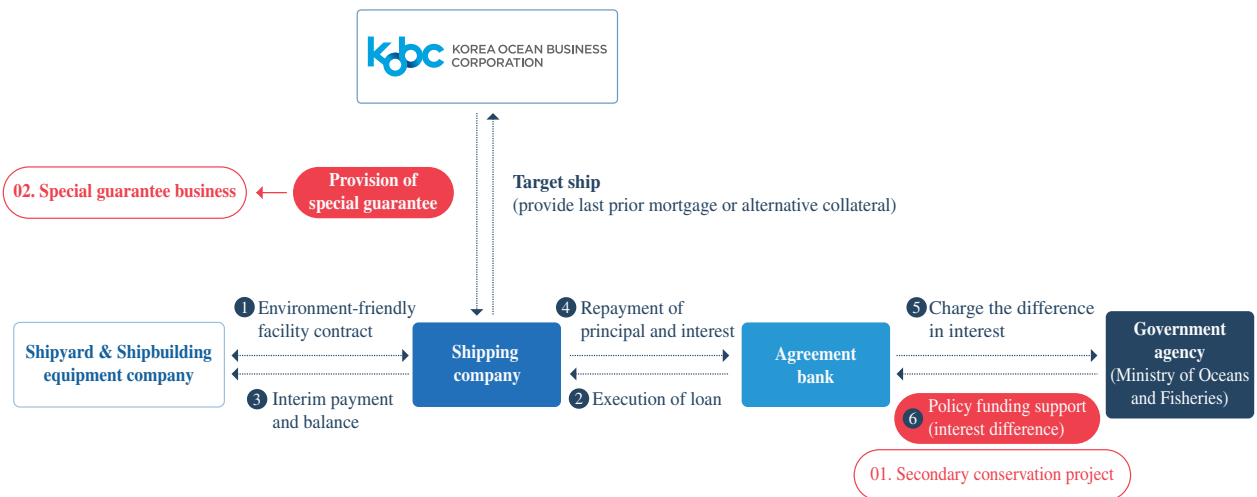 kobc KOREA OCEAN BUSINESS
CORPORATION
02. Special guarantee business
Provision of
special guarantee
Target ship
(provide last prior mortgage or alternative collateral)
1 Environment-friendly
facility contract
4 Repayment of
principal and interest
5 Charge the difference
in interest
Shipyard & Shipbuilding
equipment company
Shipping
company
Agreement
bank
Government
agency
(Ministry of Oceans
and Fisheries)
3 Interim payment
and balance
2 Execution of loan
6 Policy funding support
(interest difference)
01. Secondary conservation project